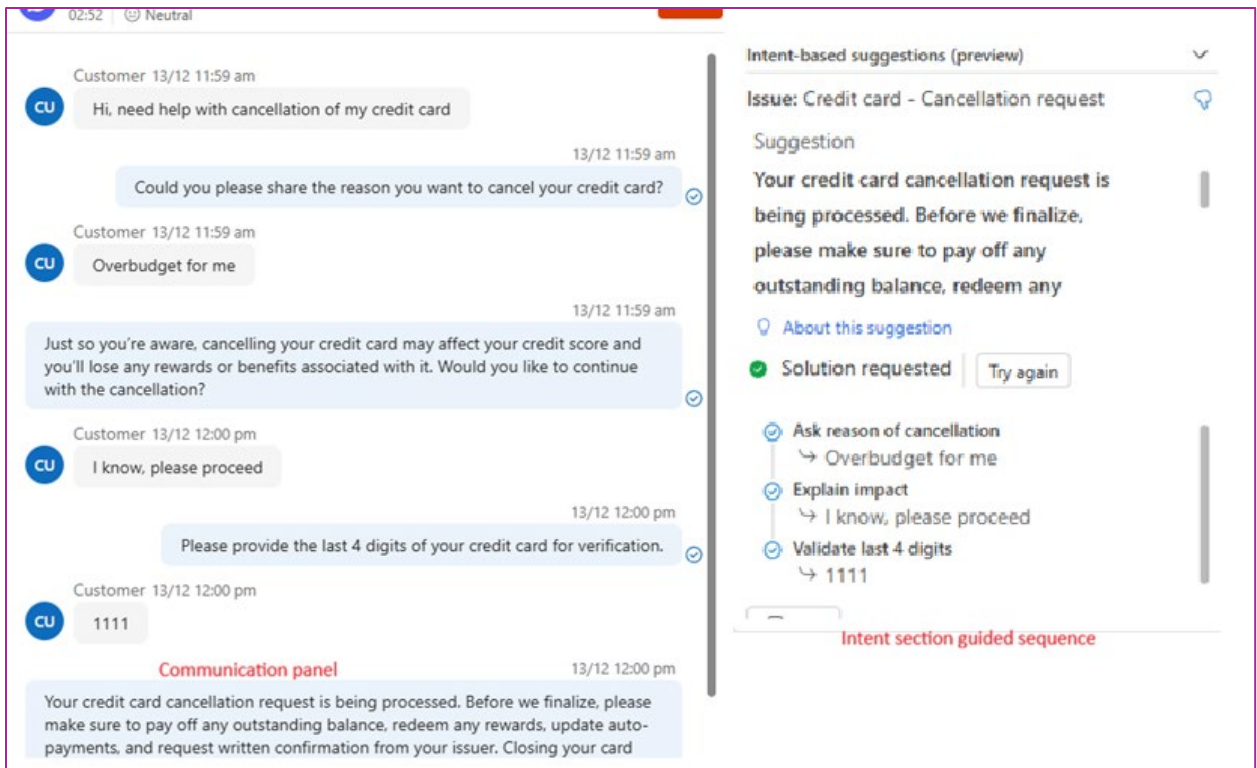 02:52 Neutral
Customer 13/12 11:59 am
CU
Hi, need help with cancellation of my credit card
13/12 11:59 am
Could you please share the reason you want to cancel your credit card?
Customer 13/12 11:59 am
CU
Overbudget for me
13/12 11:59 am
Just so you're aware, cancelling your credit card may affect your credit score and
you'll lose any rewards or benefits associated with it. Would you like to continue
with the cancellation?
Customer 13/12 12:00 pm
CU
I know, please proceed
13/12 12:00 pm
Please provide the last 4 digits of your credit card for verification.
Customer 13/12 12:00 pm
CU
1111
Communication panel
13/12 12:00 pm
Your credit card cancellation request is being processed. Before we finalize, please
make sure to pay off any outstanding balance, redeem any rewards, update auto-
payments, and request written confirmation from your issuer. Closing your card
Intent-based suggestions (preview)
Issue: Credit card - Cancellation request
Suggestion
Your credit card cancellation request is
being processed. Before we finalize,
please make sure to pay off any
outstanding balance, redeem any
About this suggestion
Solution requested
Try again
Ask reason of cancellation
Overbudget for me
Explain impact
I know, please proceed
Validate last 4 digits
1111
Intent section guided sequence